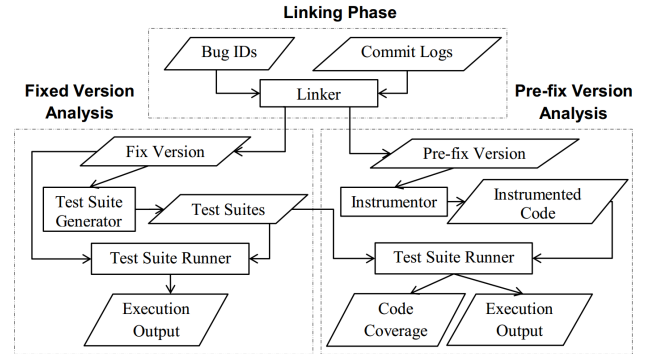 Linking Phase
Bug IDs
Commit Logs
Linker
Fixed Version
Analysis
Pre-fix Version
Analysis
Fix Version
Test Suite
Generator
Test Suites
Test Suite Runner
Execution
Output
Pre-fix Version
Instrumentor
Instrumented
Code
Test Suite Runner
Code
Coverage
Execution
Output